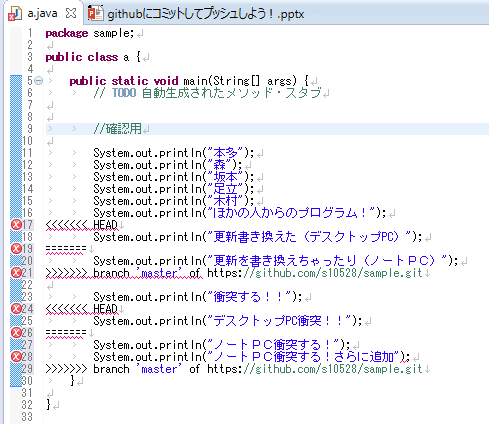 a.java githubにコミットしてプッシュしよう！.pptx
1 package sample;
2
3 public class a {
4
5 public static void main(String[] args) {
6 // TODO 自動生成されたメソッド・スタブ
7
8
9 //確認用
10
11 System.out.println("本多");
12 System.out.println("森");
13 System.out.println("坂本");
14 System.out.println("足立");
15 System.out.println("木村");
16 System.out.println("ほかの人からのプログラム！");
17 <<<<<<< HEAD
18 System.out.println("更新書き換えた（デスクトップPC）");
19 =======
20 System.out.println("更新を書き換えちゃったり（ノートＰＣ）");
21 >>>>>>> branch 'master' of https://github.com/s10528/sample.git
22
23 System.out.println("衝突する！！");
24 <<<<<<< HEAD
25 System.out.println("デスクトップPC衝突！！");
26 =======
27 System.out.println("ノートＰＣ衝突する！");
28 System.out.println("ノートＰＣ衝突する！さらに追加");
29 >>>>>>> branch 'master' of https://github.com/s10528/sample.git
30 }
31
32 }
33